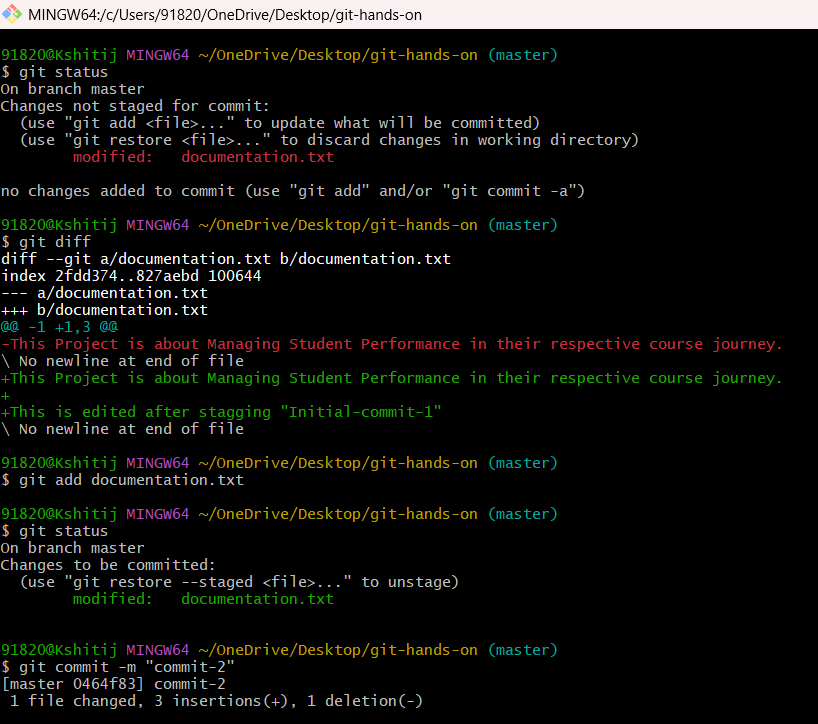 MINGW64:/c/Users/91820/OneDrive/Desktop/git-hands-on
91820@Kshitij MINGW64 ~/OneDrive/Desktop/git-hands-on (master)
$ git status
On branch master
Changes not staged for commit:
  (use "git add <file>..." to update what will be committed)
  (use "git restore <file>..." to discard changes in working directory)
        modified:   documentation.txt

no changes added to commit (use "git add" and/or "git commit -a")

91820@Kshitij MINGW64 ~/OneDrive/Desktop/git-hands-on (master)
$ git diff
diff --git a/documentation.txt b/documentation.txt
index 2fdd374..827aebd 100644
--- a/documentation.txt
+++ b/documentation.txt
@@ -1 +1,3 @@
-This Project is about Managing Student Performance in their respective course journey.
\ No newline at end of file
+This Project is about Managing Student Performance in their respective course journey.
+
+This is edited after stagging "Initial-commit-1"
\ No newline at end of file

91820@Kshitij MINGW64 ~/OneDrive/Desktop/git-hands-on (master)
$ git add documentation.txt

91820@Kshitij MINGW64 ~/OneDrive/Desktop/git-hands-on (master)
$ git status
On branch master
Changes to be committed:
  (use "git restore --staged <file>..." to unstage)
        modified:   documentation.txt

91820@Kshitij MINGW64 ~/OneDrive/Desktop/git-hands-on (master)
$ git commit -m "commit-2"
[master 0464f83] commit-2
 1 file changed, 3 insertions(+), 1 deletion(-)